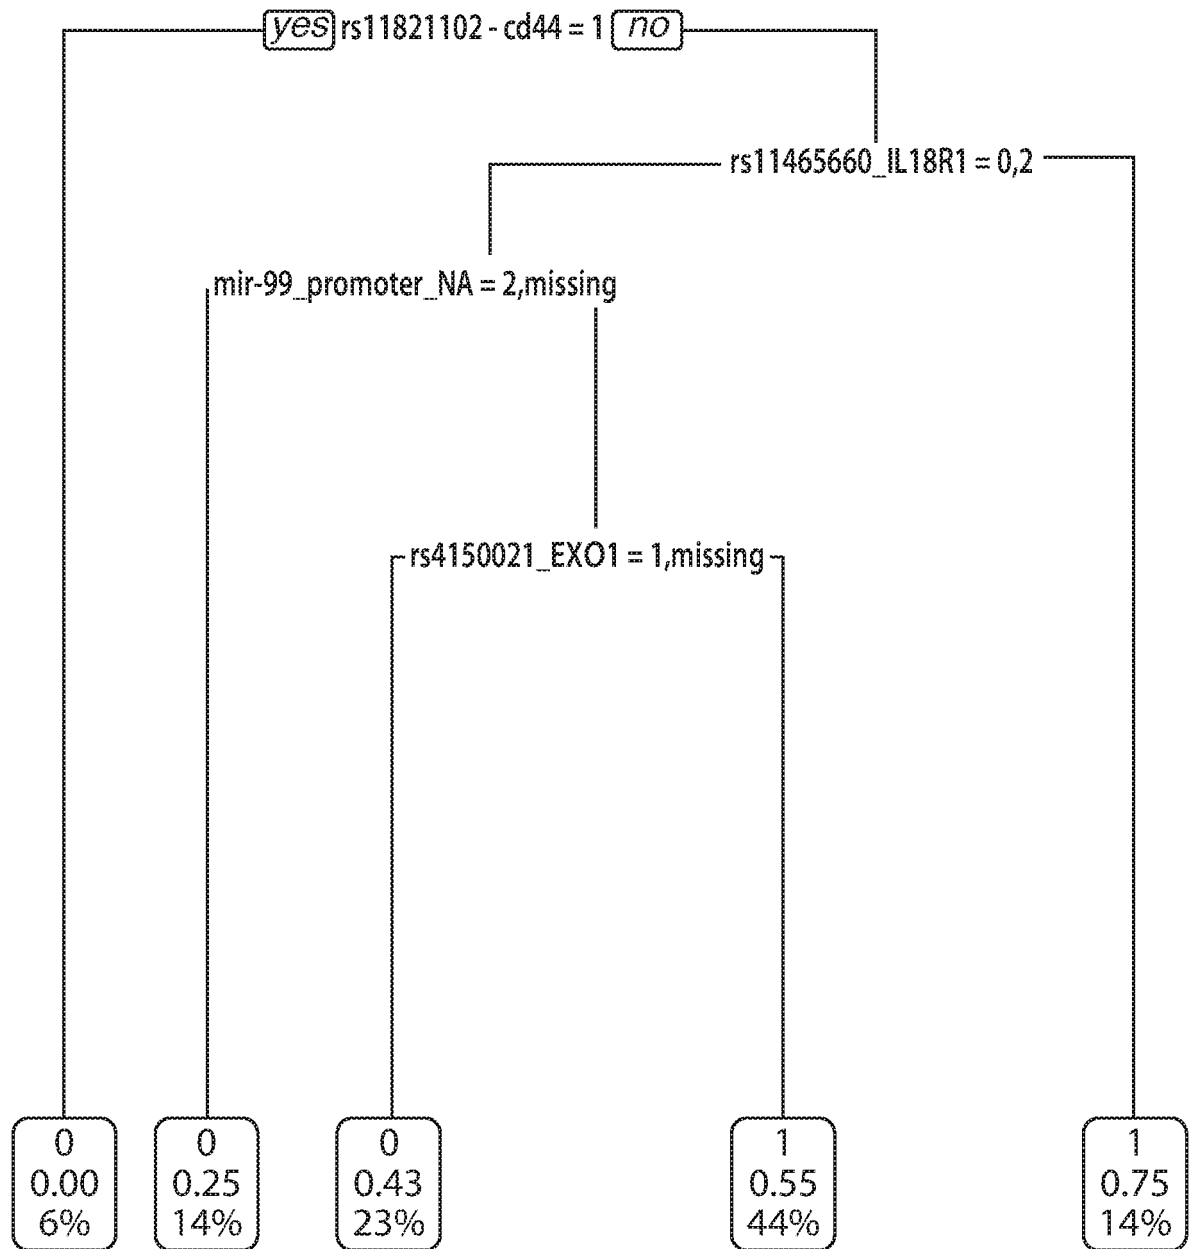 yes rs11821102 - cd44 = 1 no
rs11465660_IL18R1 = 0,2
mir-99_promoter_NA = 2,missing
rs4150021_EXO1 = 1,missing
0 0 0 1 1
0.00 0.25 0.43 0.55 0.75
6% 14% 23% 44% 14%